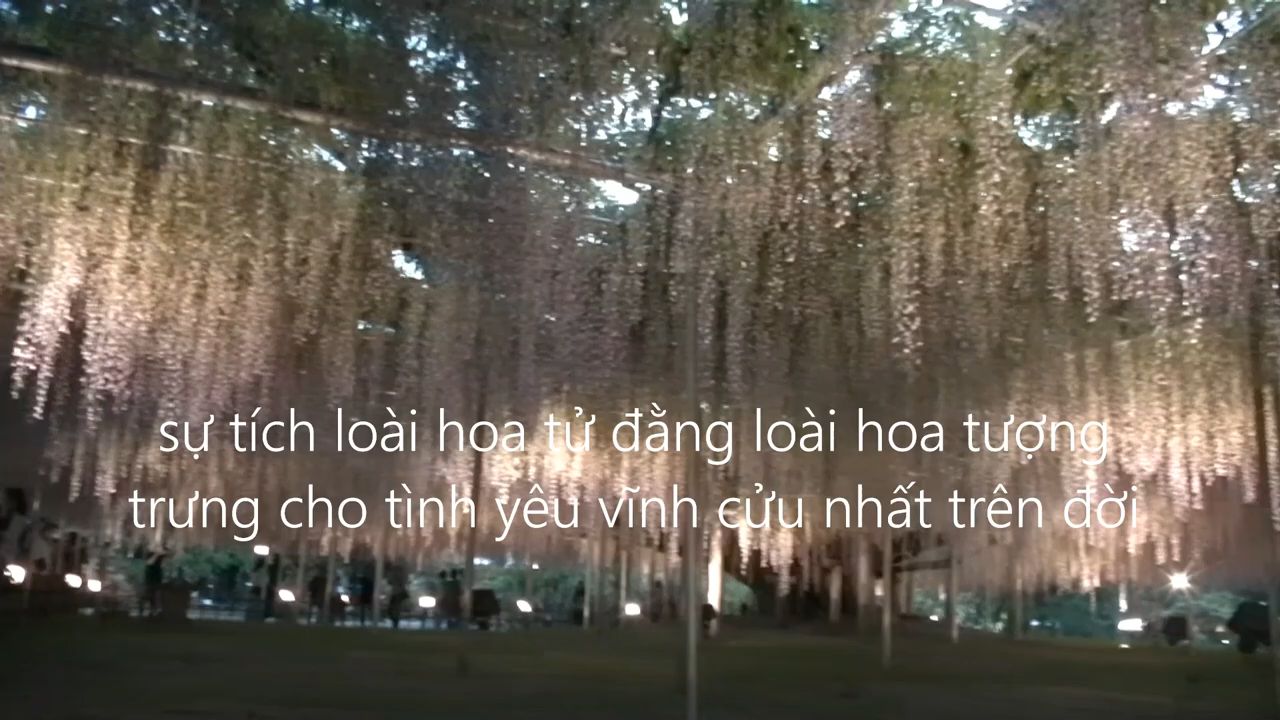 sự tích loài hoa tử đằng loài hoa tượng
trưng cho tình yêu vĩnh cửu nhất trên đời